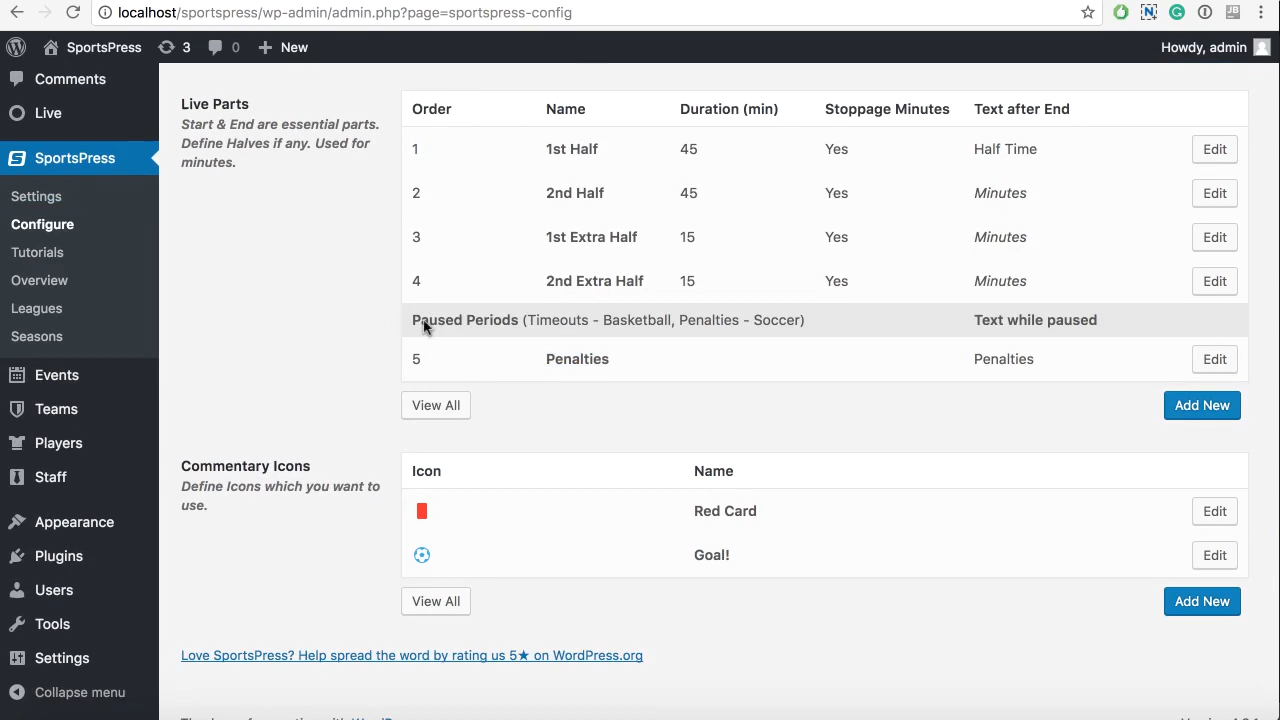 localhost/sportspress/wp-admin/admin.php?page=sportspress-config
SportsPress 3 0 New Howdy, admin
Comments
Live
SportsPress
Settings
Configure
Tutorials
Overview
Leagues
Seasons
Events
Teams
Players
Staff
Appearance
Plugins
Users
Tools
Settings
Collapse menu
Live Parts
Start & End are essential parts.
Define Halves if any. Used for
minutes.
Order Name Duration (min) Stoppage Minutes Text after End
1 1st Half 45 Yes Half Time Edit
2 2nd Half 45 Yes Minutes Edit
3 1st Extra Half 15 Yes Minutes Edit
4 2nd Extra Half 15 Yes Minutes Edit
Paused Periods (Timeouts - Basketball, Penalties - Soccer) Text while paused
5 Penalties Penalties Edit
View All Add New
Commentary Icons
Define Icons which you want to
use.
Icon Name
Red Card Edit
Goal! Edit
View All Add New
Love SportsPress? Help spread the word by rating us 5★ on WordPress.org